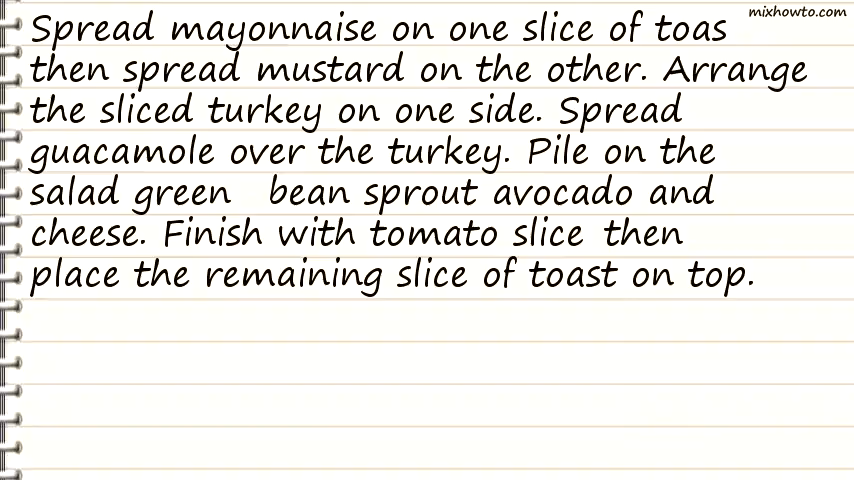 mixhowto.com
Spread mayonnaise on one slice of toas
then spread mustard on the other. Arrange
the sliced turkey on one side. Spread
guacamole over the turkey. Pile on the
salad green bean sprout avocado and
cheese. Finish with tomato slice then
place the remaining slice of toast on top.